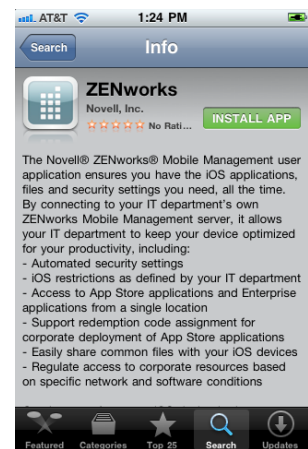 AT&T 1:24 PM
Search Info
ZENworks
Novell, Inc.
No Rati...
INSTALL APP
The Novell® ZENworks® Mobile Management user
application ensures you have the iOS applications,
files and security settings you need, all the time.
By connecting to your IT department's own
ZENworks Mobile Management server, it allows
your IT department to keep your device optimized
for your productivity, including:
- Automated security settings
- iOS restrictions as defined by your IT department
- Access to App Store applications and Enterprise
applications from a single location
- Support redemption code assignment for
corporate deployment of App Store applications
- Easily share common files with your iOS devices
- Regulate access to corporate resources based
on specific network and software conditions
Featured Categories Top 25 Search Updates